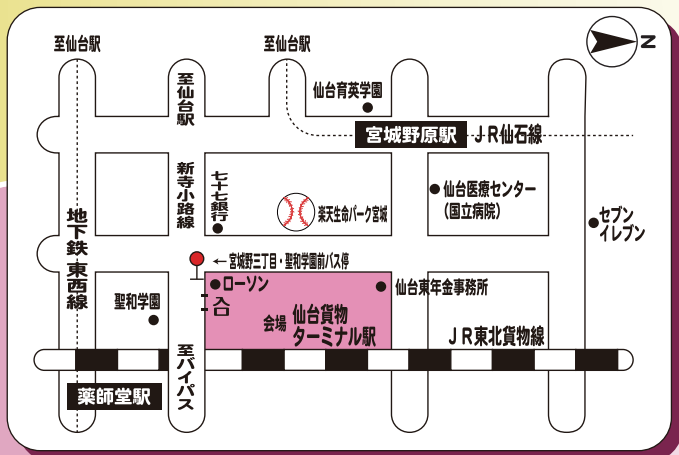 至仙台駅
至仙台駅
至仙台駅
N
仙台育英学園
宮城野原駅
JR仙石線
新寺小路線
七十七銀行
楽天生命パーク宮城
仙台医療センター
（国立病院）
セブン
イレブン
地下鉄 東西線
←宮城野三丁目・聖和学園前バス停
ローソン
入口
聖和学園
会場
仙台貨物
ターミナル駅
仙台東年金事務所
JR東北貨物線
至バイパス
薬師堂駅